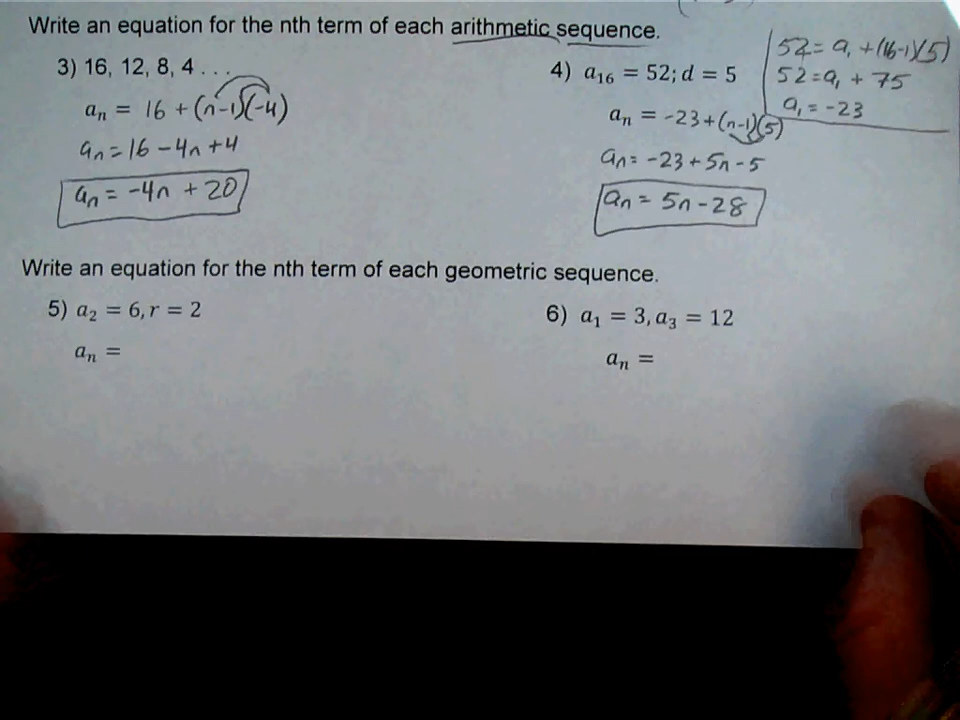 Write an equation for the nth term of each arithmetic sequence.
3) 16, 12, 8, 4 . . .
aₙ = 16 + (n-1)(-4)
aₙ = 16 - 4n + 4
aₙ = -4n + 20
4) a₁₆ = 52; d = 5
52 = a₁ + (16-1)(5)
52 = a₁ + 75
a₁ = -23
aₙ = -23 + (n-1)(5)
aₙ = -23 + 5n - 5
aₙ = 5n - 28
Write an equation for the nth term of each geometric sequence.
5) a₂ = 6, r = 2
aₙ =
6) a₁ = 3, a₃ = 12
aₙ =